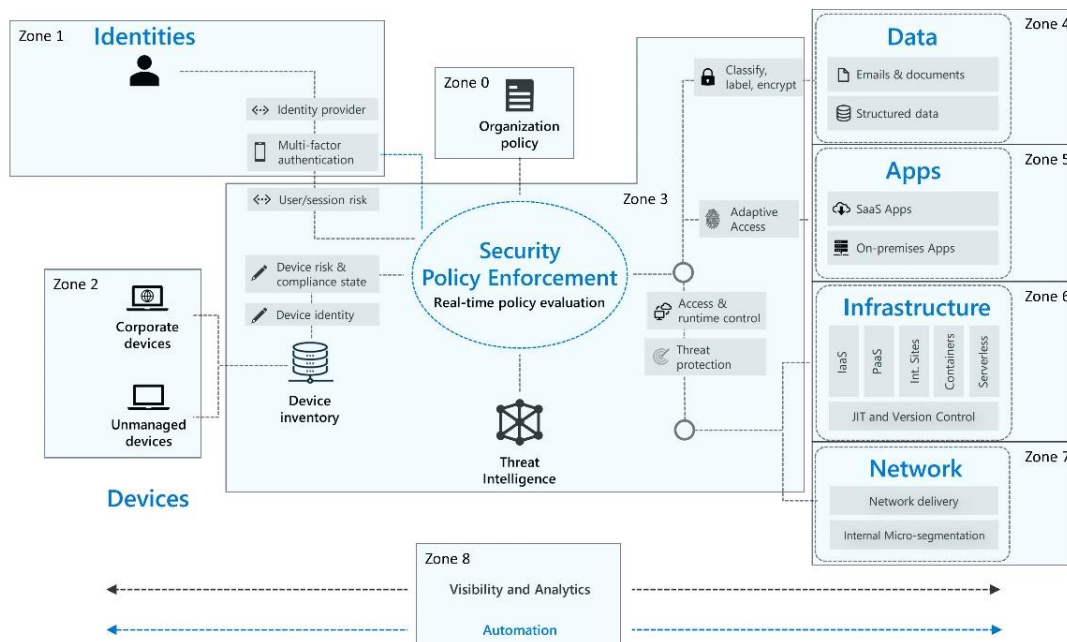 Zone 1
Identities
Identity provider
Multi-factor
authentication
User/session risk
Zone 0
Organization
policy
Zone 3
Classify,
label, encrypt
Adaptive
Access
Security
Policy Enforcement
Real-time policy evaluation
Access &
runtime control
Threat
protection
Threat
Intelligence
Device risk &
compliance state
Device identity
Device
inventory
Zone 2
Corporate
devices
Unmanaged
devices
Devices
Zone 4
Data
Emails & documents
Structured data
Zone 5
Apps
SaaS Apps
On-premises Apps
Zone 6
Infrastructure
IaaS
PaaS
Int. Sites
Containers
Serverless
JIT and Version Control
Zone 7
Network
Network delivery
Internal Micro-segmentation
Zone 8
Visibility and Analytics
Automation